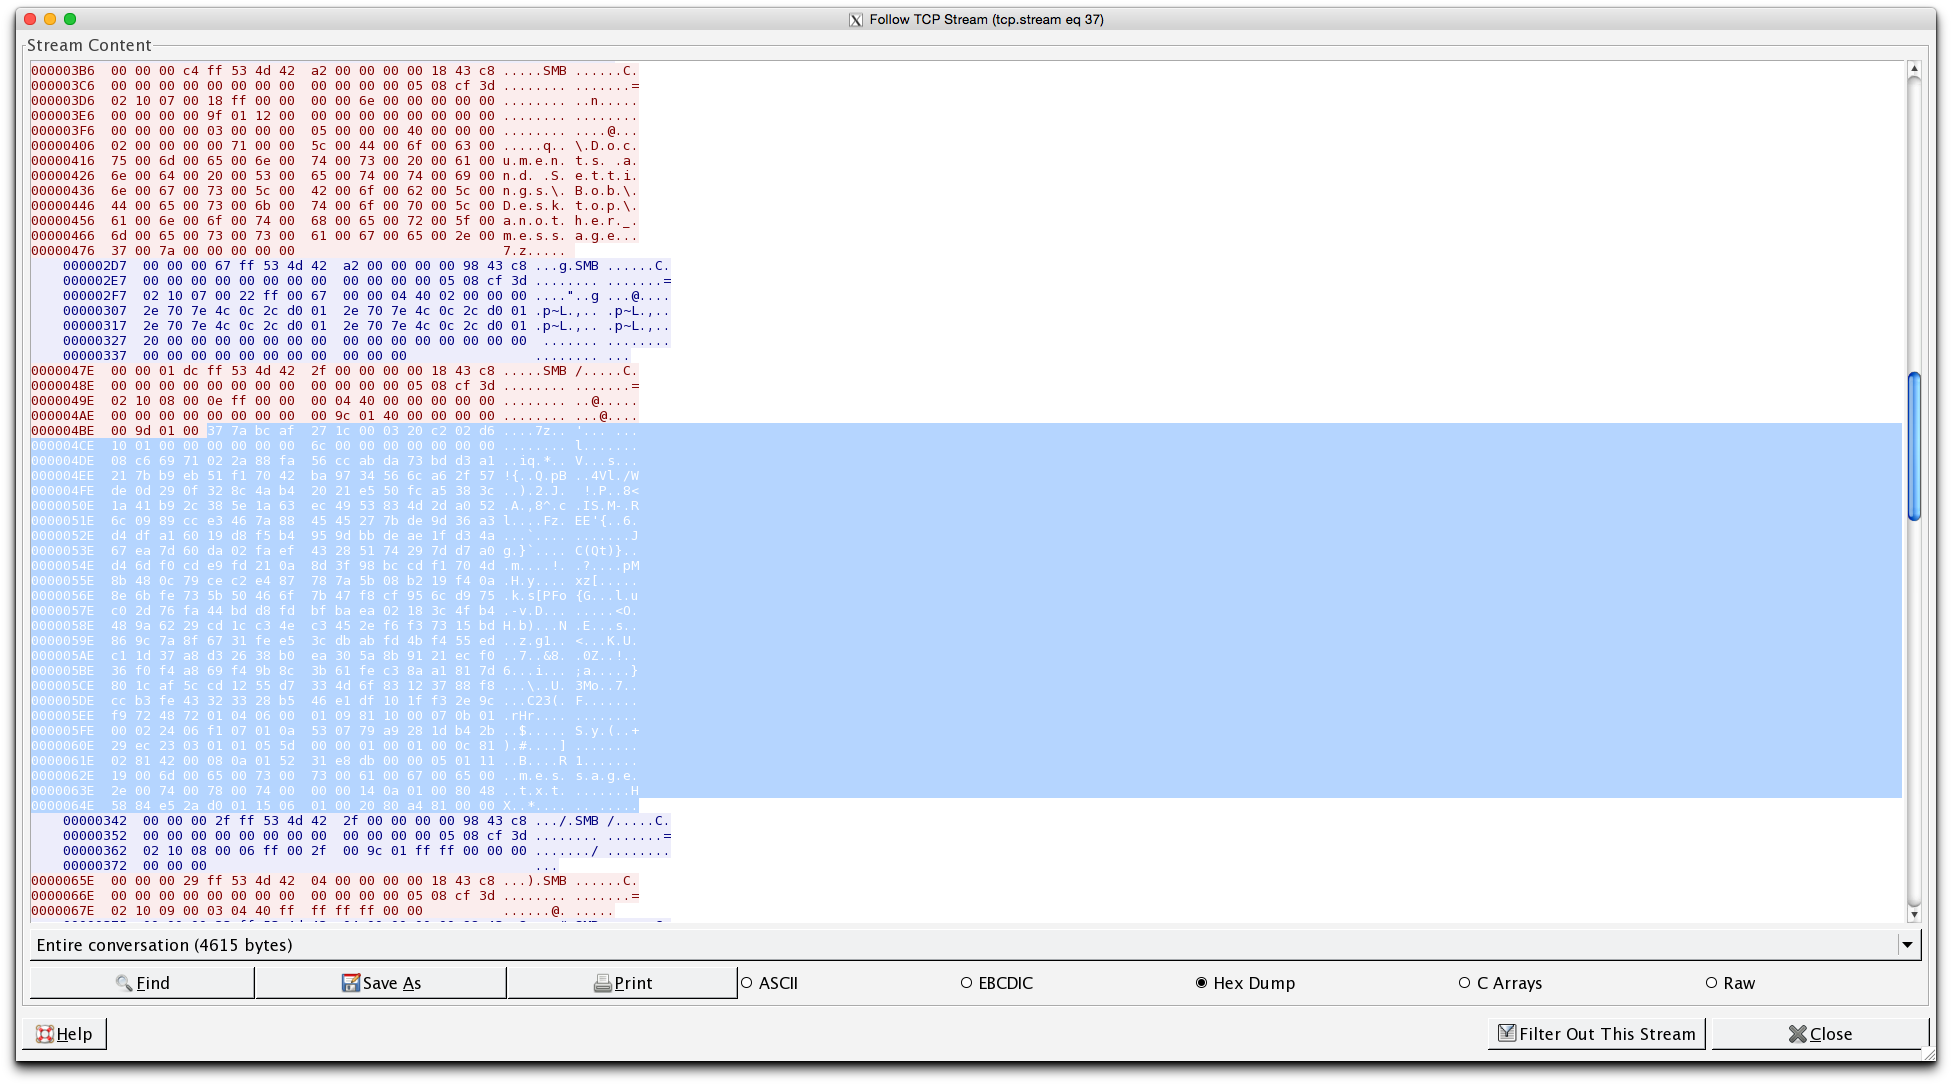 Follow TCP Stream (tcp.stream eq 37)
Stream Content
000003B6  00 00 00 c4 ff 53 4d 42  a2 00 00 00 00 18 43 c8 .....SMB ......C.
000003C6  00 00 00 00 00 00 00 00  00 00 00 00 05 08 cf 3d ........ .......=
000003D6  02 10 07 00 18 ff 00 00  00 00 6e 00 00 00 00 00 ........ ..n.....
000003E6  00 00 00 00 9f 01 12 00  00 00 00 00 00 00 00 00 ........ ........
000003F6  00 00 00 00 03 00 00 00  05 00 00 00 40 00 00 00 ........ ....@...
00000406  02 00 00 00 00 71 00 00  5c 00 44 00 6f 00 63 00 .....q.. \.D.o.c.
00000416  75 00 6d 00 65 00 6e 00  74 00 73 00 20 00 61 00 u.m.e.n. t.s. .a.
00000426  6e 00 64 00 20 00 53 00  65 00 74 00 74 00 69 00 n.d. .S. e.t.t.i.
00000436  6e 00 67 00 73 00 5c 00  42 00 6f 00 62 00 5c 00 n.g.s.\. B.o.b.\.
00000446  44 00 65 00 73 00 6b 00  74 00 6f 00 70 00 5c 00 D.e.s.k. t.o.p.\.
00000456  61 00 6e 00 6f 00 74 00  68 00 65 00 72 00 5f 00 a.n.o.t. h.e.r._.
00000466  6d 00 65 00 73 00 73 00  61 00 67 00 65 00 2e 00 m.e.s.s. a.g.e...
00000476  37 00 7a 00 00 00 00 00                          7.z.....
000002D7  00 00 00 67 ff 53 4d 42  a2 00 00 00 00 98 43 c8 ...g.SMB ......C.
000002E7  00 00 00 00 00 00 00 00  00 00 00 00 05 08 cf 3d ........ .......=
000002F7  02 10 07 00 22 ff 00 67  00 00 04 40 02 00 00 00 ...."..g ...@....
00000307  2e 70 7e 4c 0c 2c d0 01  2e 70 7e 4c 0c 2c d0 01 .p~L.,.. .p~L.,..
00000317  2e 70 7e 4c 0c 2c d0 01  2e 70 7e 4c 0c 2c d0 01 .p~L.,.. .p~L.,..
00000327  20 00 00 00 00 00 00 00  00 00 00 00 00 00 00 00  ....... ........
00000337  00 00 00 00 00 00 00 00  00 00 00                ........ ...
0000047E  00 00 01 dc ff 53 4d 42  2f 00 00 00 00 18 43 c8 .....SMB /.....C.
0000048E  00 00 00 00 00 00 00 00  00 00 00 00 05 08 cf 3d ........ .......=
0000049E  02 10 08 00 0e ff 00 00  00 04 40 00 00 00 00 00 ........ ..@.....
000004AE  00 00 00 00 00 00 00 00  00 9c 01 40 00 00 00 00 ........ ...@....
000004BE  00 9d 01 00 37 7a bc af  27 1c 00 03 20 c2 02 d6 ....7z.. '... ...
000004CE  10 01 00 00 00 00 00 00  6c 00 00 00 00 00 00 00 ........ l.......
000004DE  08 c6 69 71 02 2a 88 fa  56 cc ab da 73 bd d3 a1 ..iq.*.. V...s...
000004EE  21 7b b9 eb 51 f1 70 42  ba 97 34 56 6c a6 2f 57 !{..Q.pB ..4Vl./W
000004FE  de 0d 29 0f 32 8c 4a b4  20 21 e5 50 fc a5 38 3c ..).2.J.  !.P..8<
0000050E  1a 41 b9 2c 38 5e 1a 63  ec 49 53 83 4d 2d a0 52 .A.,8^.c .IS.M-.R
0000051E  6c 09 89 cc e3 46 7a 88  45 45 27 7b de 9d 36 a3 l....Fz. EE'{..6.
0000052E  d4 df a1 60 19 d8 f5 b4  95 9d bb de ae 1f d3 4a ...`.... .......J
0000053E  67 ea 7d 60 da 02 fa ef  43 28 51 74 29 7d d7 a0 g.}`.... C(Qt)}..
0000054E  d4 6d f0 cd e9 fd 21 0a  8d 3f 98 bc cd f1 70 4d .m....!. .?....pM
0000055E  8b 48 0c 79 ce c2 e4 87  78 7a 5b 08 b2 19 f4 0a .H.y.... xz[.....
0000056E  8e 6b fe 73 5b 50 46 6f  7b 47 f8 cf 95 6c d9 75 .k.s[PFo {G...l.u
0000057E  c0 2d 76 fa 44 bd d8 fd  bf ba ea 02 18 3c 4f b4 .-v.D... .....<O.
0000058E  48 9a 62 29 cd 1c c3 4e  c3 45 2e f6 f3 73 15 bd H.b)...N .E...s..
0000059E  86 9c 7a 8f 67 31 fe e5  3c db ab fd 4b f4 55 ed ..z.g1.. <...K.U.
000005AE  c1 1d 37 a8 d3 26 38 b0  ea 30 5a 8b 91 21 ec f0 ..7..&8. .0Z..!..
000005BE  36 f0 f4 a8 69 f4 9b 8c  3b 61 fe c3 8a a1 81 7d 6...i... ;a.....}
000005CE  80 1c af 5c cd 12 55 d7  33 4d 6f 83 12 37 88 f8 ...\..U. 3Mo..7..
000005DE  cc b3 fe 43 32 33 28 b5  46 e1 df 10 1f f3 2e 9c ...C23(. F.......
000005EE  f9 72 48 72 01 04 06 00  01 09 81 10 00 07 0b 01 .rHr.... ........
000005FE  00 02 24 06 f1 07 01 0a  53 07 79 a9 28 1d b4 2b ..$..... S.y.(..+
0000060E  29 ec 23 03 01 01 05 5d  00 00 01 00 01 00 0c 81 ).#....] ........
0000061E  02 81 42 00 08 0a 01 52  31 e8 db 00 00 05 01 11 ..B....R 1.......
0000062E  19 00 6d 00 65 00 73 00  73 00 61 00 67 00 65 00 ..m.e.s. s.a.g.e.
0000063E  2e 00 74 00 78 00 74 00  00 00 14 0a 01 00 80 48 ..t.x.t. .......H
0000064E  58 84 e5 2a d0 01 15 06  01 00 20 80 a4 81 00 00 X..*.... .. .....
00000342  00 00 00 2f ff 53 4d 42  2f 00 00 00 00 98 43 c8 .../.SMB /.....C.
00000352  00 00 00 00 00 00 00 00  00 00 00 00 05 08 cf 3d ........ .......=
00000362  02 10 08 00 06 ff 00 2f  00 9c 01 ff ff 00 00 00 ......./ ........
00000372  00 00 00                                         ...
0000065E  00 00 00 29 ff 53 4d 42  04 00 00 00 00 18 43 c8 ...).SMB ......C.
0000066E  00 00 00 00 00 00 00 00  00 00 00 00 05 08 cf 3d ........ .......=
0000067E  02 10 09 00 03 04 40 ff  ff ff ff 00 00          ......@. .....
Entire conversation (4615 bytes)
Find
Save As
Print
ASCII
EBCDIC
Hex Dump
C Arrays
Raw
Help
Filter Out This Stream
Close